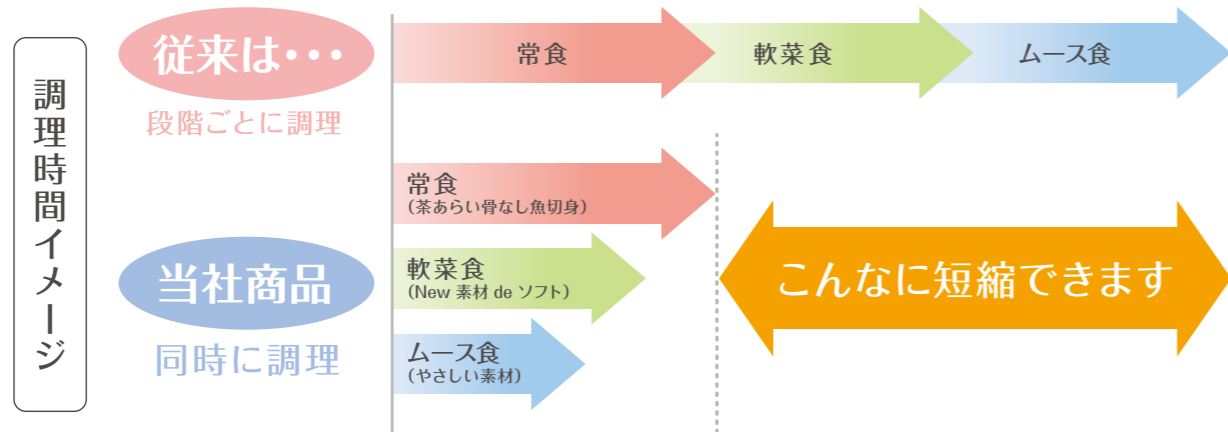 調理時間イメージ
従来は・・・
段階ごとに調理
常食
軟菜食
ムース食
当社商品
同時に調理
常食
（茶あらい骨なし魚切身）
軟菜食
（New 素材 de ソフト）
ムース食
（やさしい素材）
こんなに短縮できます